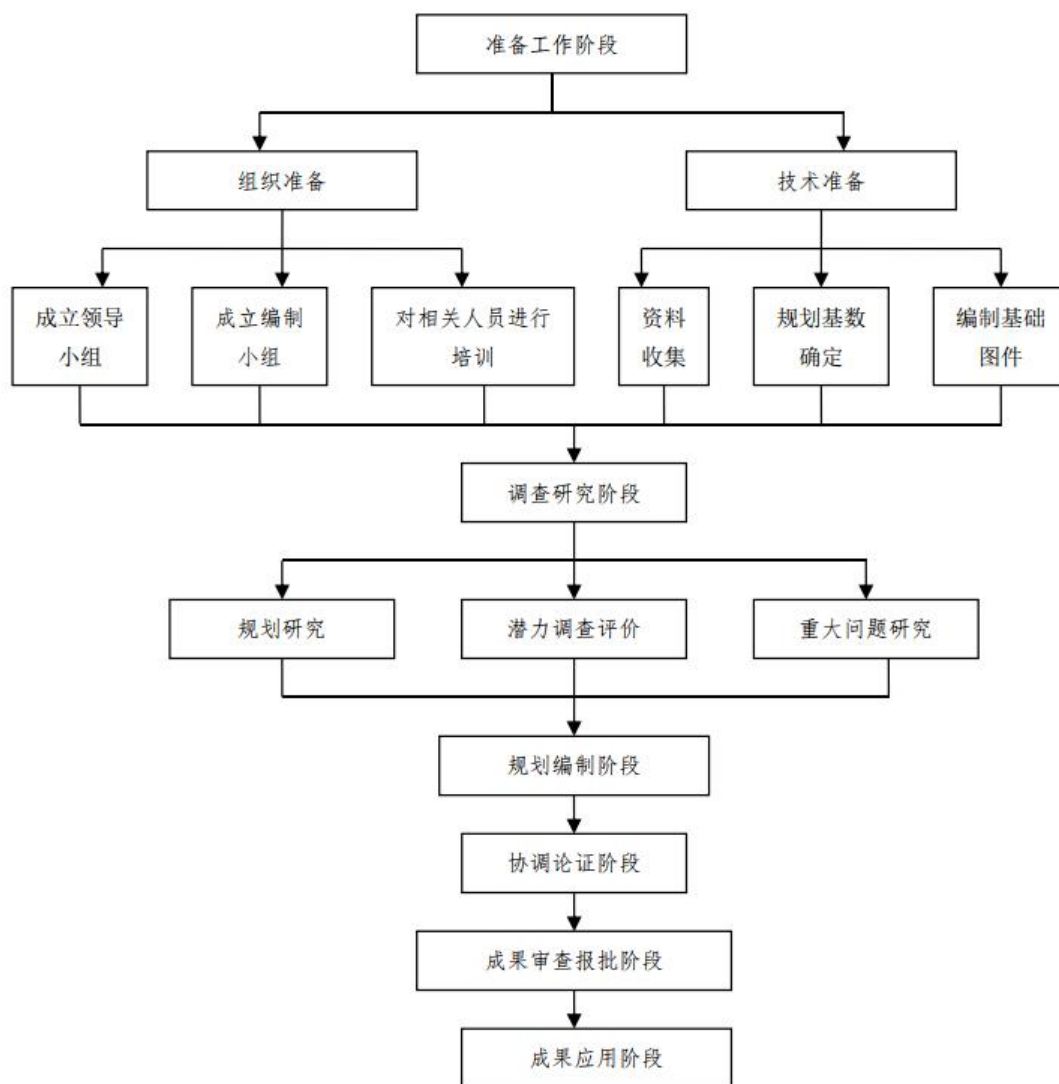 准备工作阶段
组织准备
技术准备
成立领导
小组
成立编制
小组
对相关人员进行
培训
资料
收集
规划基数
确定
编制基础
图件
调查研究阶段
规划研究
潜力调查评价
重大问题研究
规划编制阶段
协调论证阶段
成果审查报批阶段
成果应用阶段